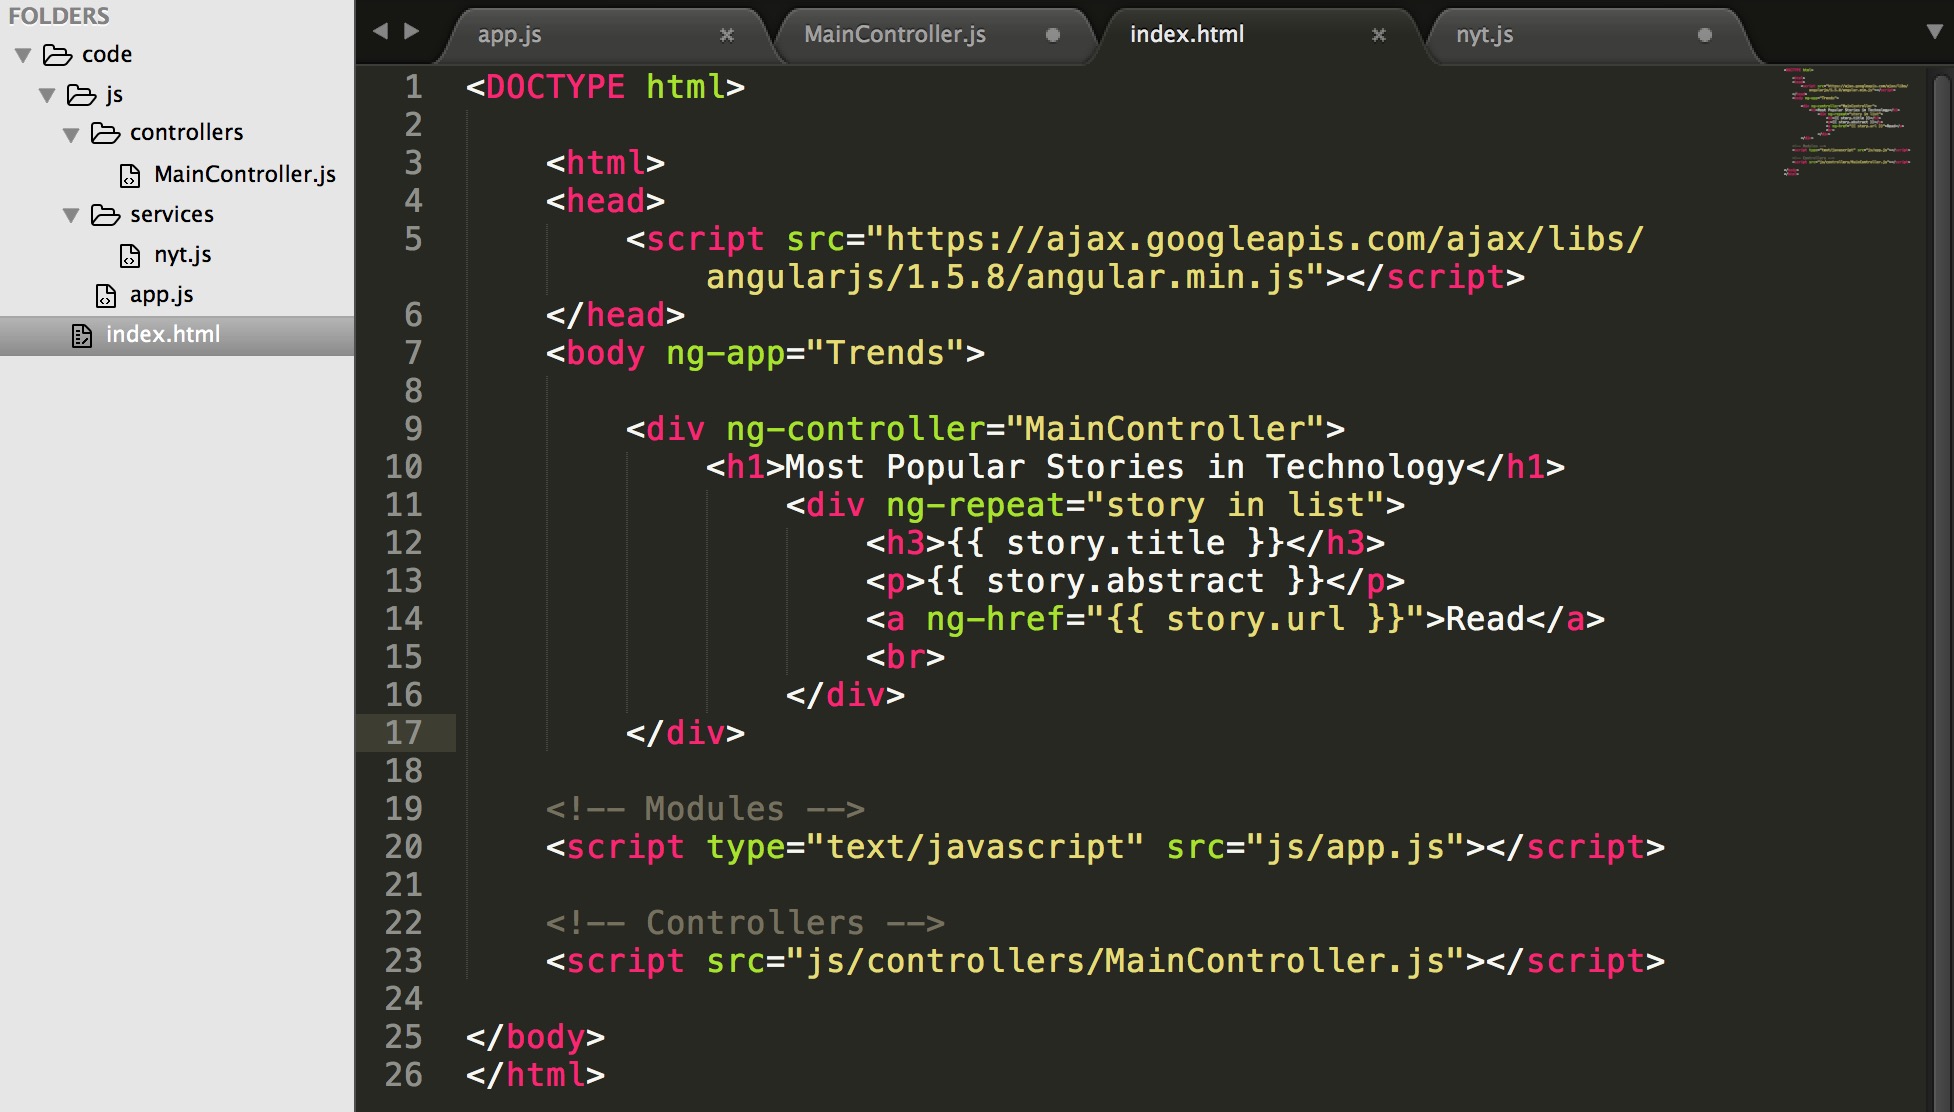 FOLDERS
code
js
controllers
MainController.js
services
nyt.js
app.js
index.html
app.js MainController.js index.html nyt.js
1 <DOCTYPE html>
2
3 <html>
4 <head>
5 <script src="https://ajax.googleapis.com/ajax/libs/
angularjs/1.5.8/angular.min.js"></script>
6 </head>
7 <body ng-app="Trends">
8
9 <div ng-controller="MainController">
10 <h1>Most Popular Stories in Technology</h1>
11 <div ng-repeat="story in list">
12 <h3>{{ story.title }}</h3>
13 <p>{{ story.abstract }}</p>
14 <a ng-href="{{ story.url }}">Read</a>
15 <br>
16 </div>
17 </div>
18
19 <!-- Modules -->
20 <script type="text/javascript" src="js/app.js"></script>
21
22 <!-- Controllers -->
23 <script src="js/controllers/MainController.js"></script>
24
25 </body>
26 </html>